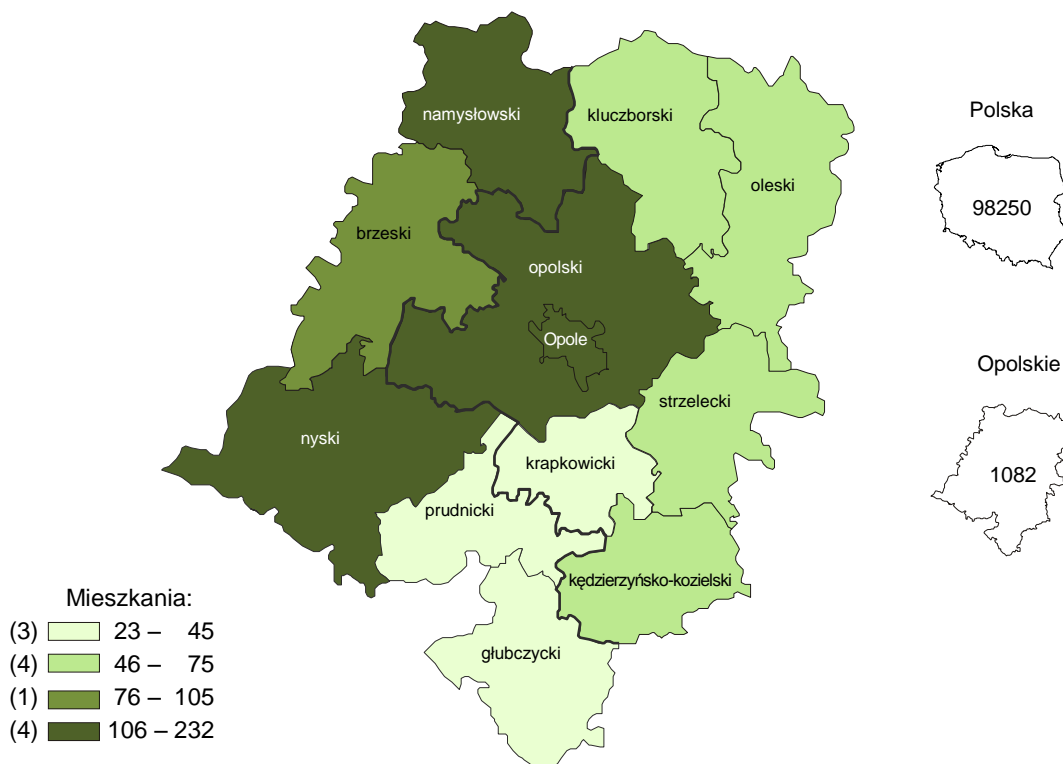 namysłowski
kluczborski
oleski
brzeski
opolski
Opole
nyski
strzelecki
krapkowicki
prudnicki
kędzierzyńsko-kozielski
głubczycki
Polska
98250
Opolskie
1082
Mieszkania:
(3) 23 – 45
(4) 46 – 75
(1) 76 – 105
(4) 106 – 232